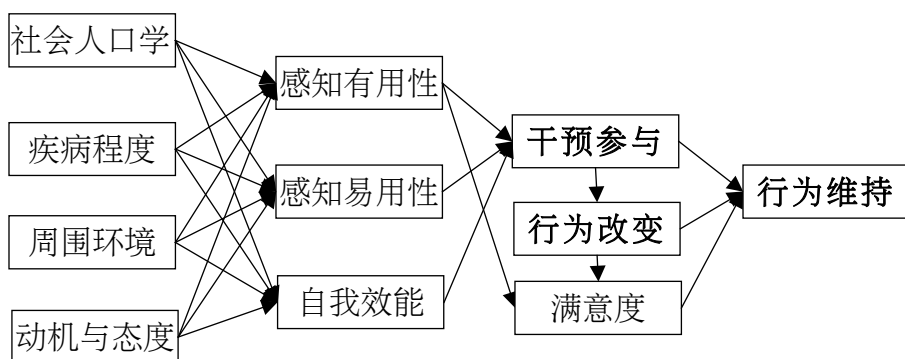 社会人口学
疾病程度
周围环境
动机与态度
感知有用性
感知易用性
自我效能
干预参与
行为改变
满意度
行为维持